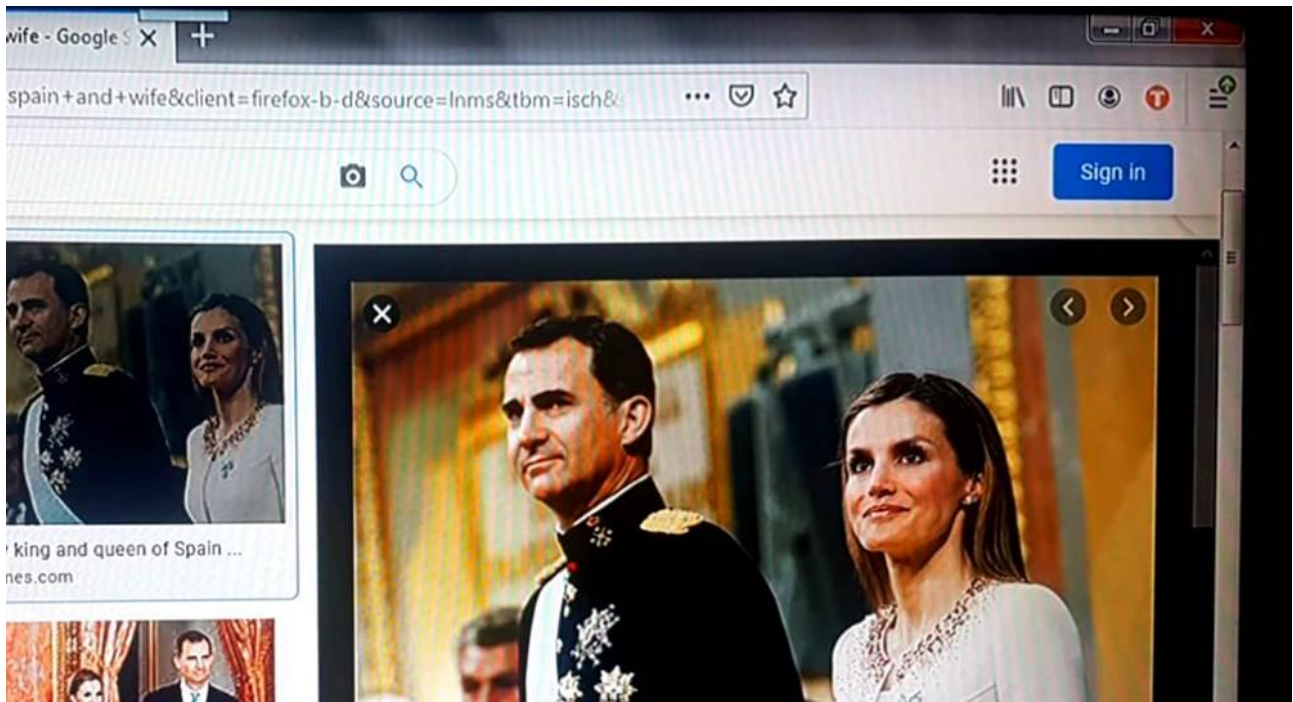 wife - Google S
spain+and+wife&client=firefox-b-d&source=lnms&tbm=isch&
Sign in
king and queen of Spain ...
nes.com